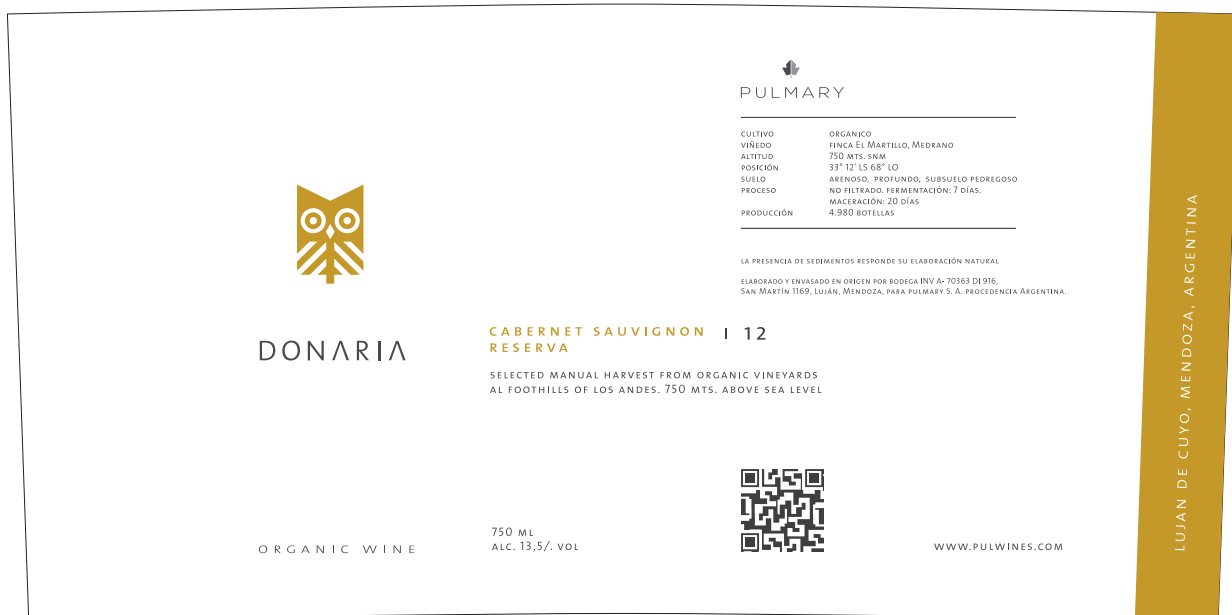 PULMARY
CULTIVO ORGANICO
VIÑEDO FINCA EL MARTILLO, MEDRANO
ALTITUD 750 MTS. SNM
POSICIÓN 33° 12' LS 68° LO
SUELO ARENOSO, PROFUNDO, SUBSUELO PEDREGOSO
PROCESO NO FILTRADO. FERMENTACIÓN: 7 DÍAS.
MACERACIÓN: 20 DÍAS
PRODUCCIÓN 4.980 BOTELLAS
LA PRESENCIA DE SEDIMENTOS RESPONDE SU ELABORACIÓN NATURAL
ELABORADO Y ENVASADO EN ORIGEN POR BODEGA INV A- 70363 DJ 916,
SAN MARTÍN 1169, LUJÁN, MENDOZA, PARA PULMARY S. A. PROCEDENCIA ARGENTINA.
DONARIA
CABERNET SAUVIGNON | 12
RESERVA
SELECTED MANUAL HARVEST FROM ORGANIC VINEYARDS
AL FOOTHILLS OF LOS ANDES. 750 MTS. ABOVE SEA LEVEL
ORGANIC WINE
750 ML
ALC. 13,5/. VOL
WWW.PULWINES.COM
LUJAN DE CUYO, MENDOZA, ARGENTINA